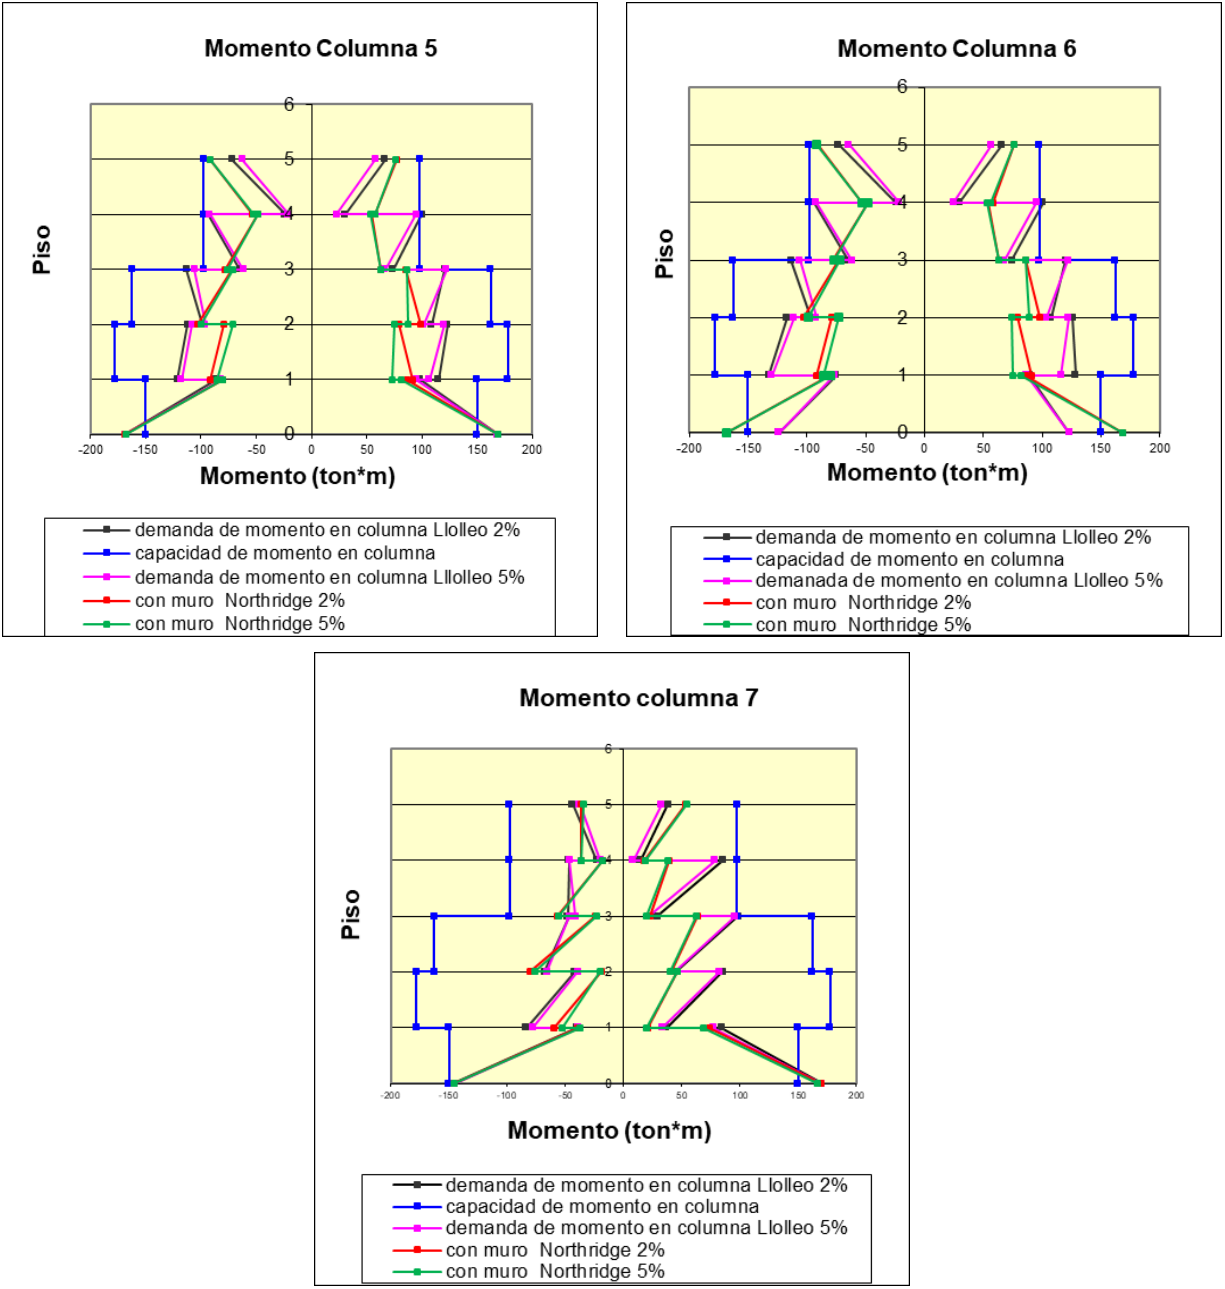 Momento Columna 5
6
5
4
3
2
1
0
-200 -150 -100 -50 0 50 100 150 200
Piso
Momento (ton*m)
demanda de momento en columna Llolleo 2%
capacidad de momento en columna
demanda de momento en columna Lllolleo 5%
con muro Northridge 2%
con muro Northridge 5%
Momento Columna 6
6
5
4
3
2
1
0
-200 -150 -100 -50 0 50 100 150 200
Piso
Momento (ton*m)
demanda de momento en columna Llolleo 2%
capacidad de momento en columna
demanada de momento en columna Llolleo 5%
con muro Northridge 2%
con muro Northridge 5%
Momento columna 7
6
5
4
3
2
1
0
-200 -150 -100 -50 0 50 100 150 200
Piso
Momento (ton*m)
demanda de momento en columna Llolleo 2%
capacidad de momento en columna
demanda de momento en columna Llolleo 5%
con muro Northridge 2%
con muro Northridge 5%